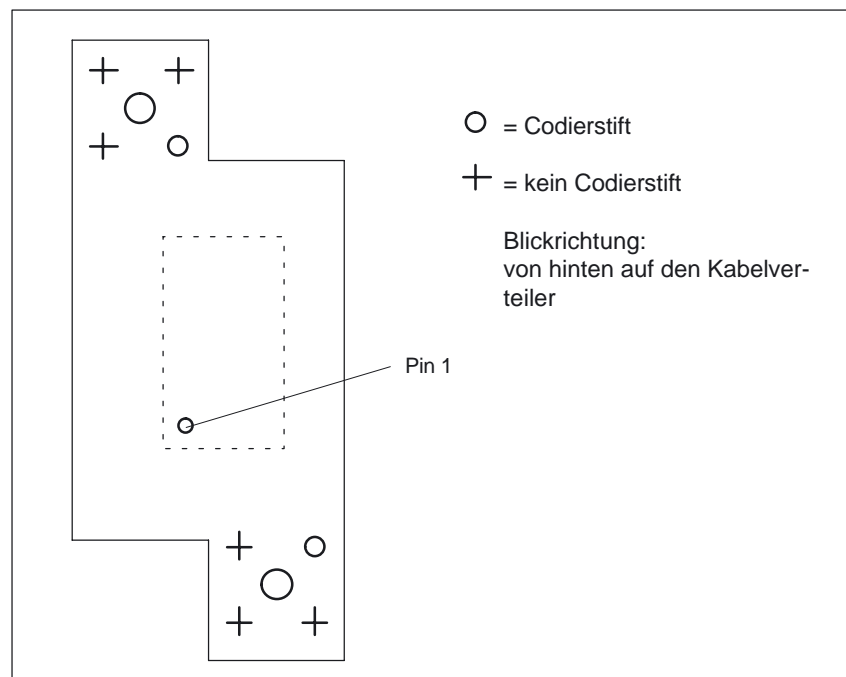 = Codierstift
= kein Codierstift
Blickrichtung:
von hinten auf den Kabelver-
teiler
Pin 1